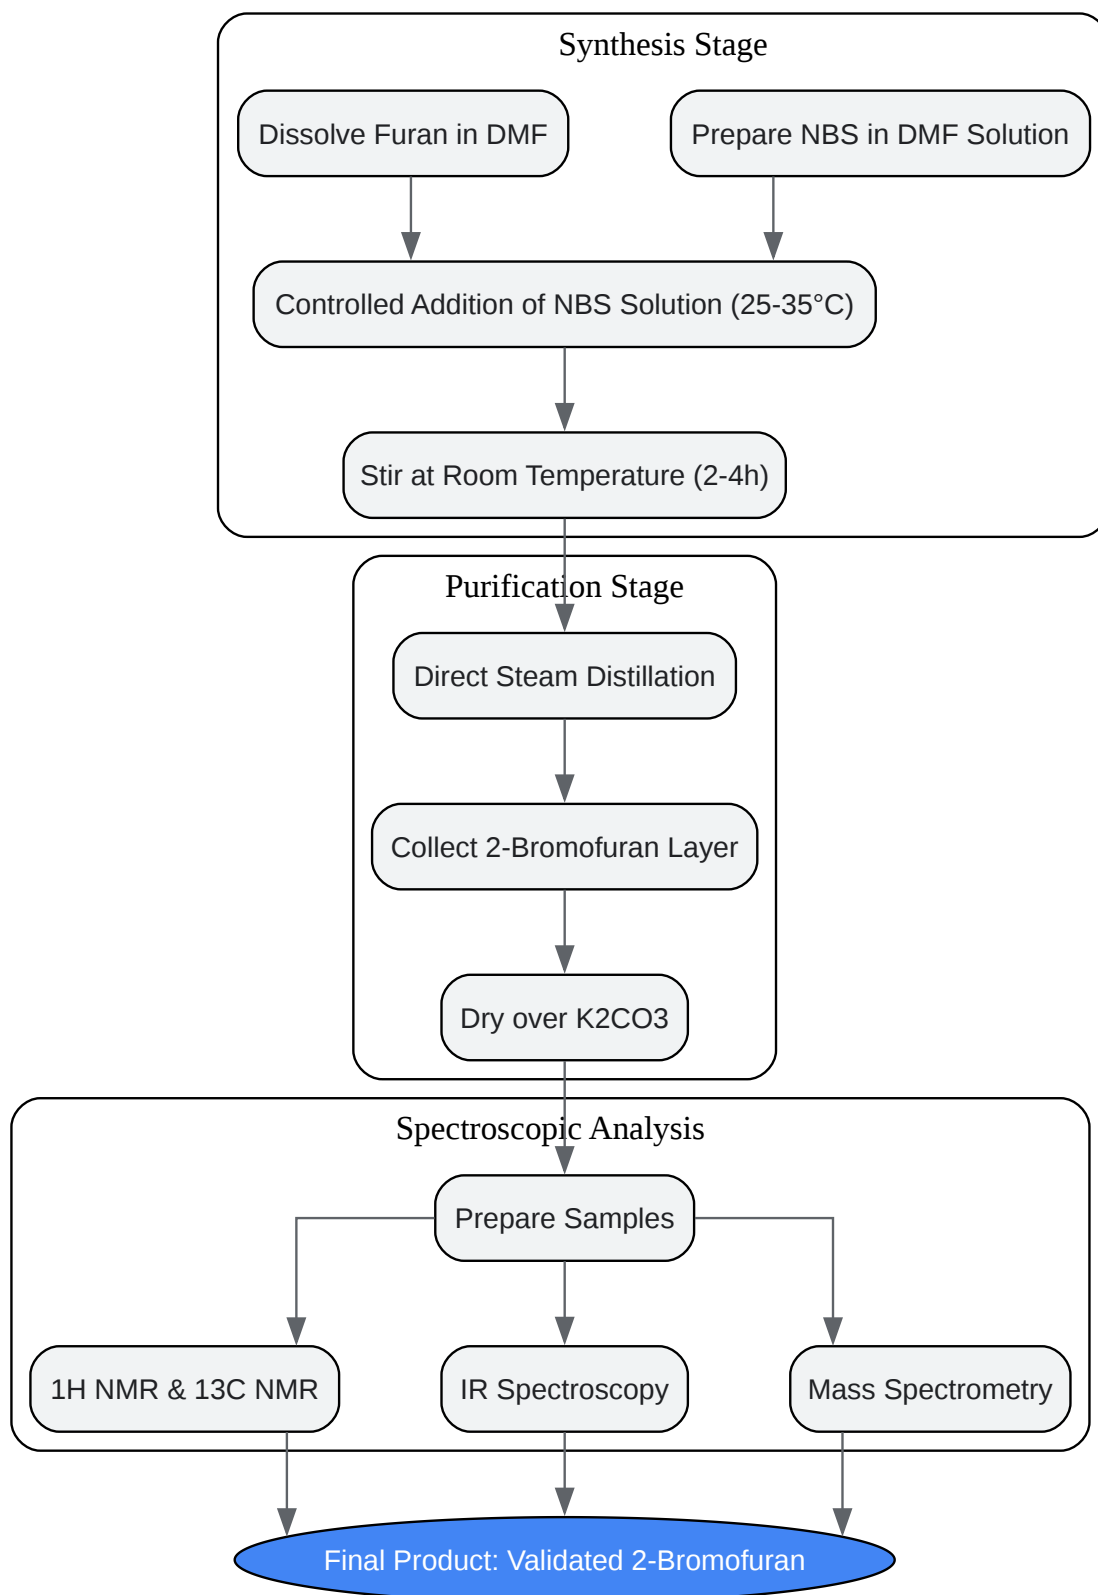 Synthesis Stage
Dissolve Furan in DMF
Prepare NBS in DMF Solution
Controlled Addition of NBS Solution (25-35°C)
Stir at Room Temperature (2-4h)
Purification Stage
Direct Steam Distillation
Collect 2-Bromofuran Layer
Dry over K2CO3
Spectroscopic Analysis
Prepare Samples
1H NMR & 13C NMR
IR Spectroscopy
Mass Spectrometry
Final Product: Validated 2-Bromofuran